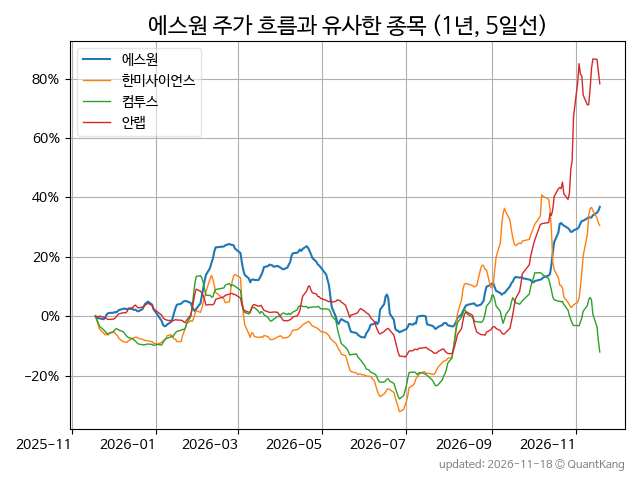 에스원 주가 흐름과 유사한 종목 (1년, 5일선)
에스원
한미사이언스
컴투스
안랩
80%
60%
40%
20%
0%
-20%
2025-11 2026-01 2026-03 2026-05 2026-07 2026-09 2026-11
updated: 2026-11-18 © QuantKang